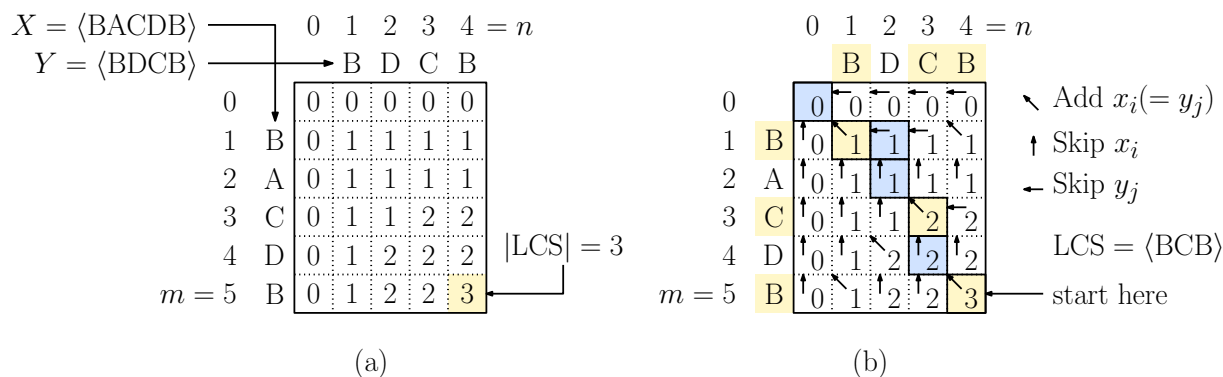 X = ⟨BACDB⟩ 0 1 2 3 4 = n
Y = ⟨BDCB⟩ B D C B
0 0 0 0 0 0
1 B 0 1 1 1 1
2 A 0 1 1 1 1
3 C 0 1 1 2 2
4 D 0 1 2 2 2
m = 5 B 0 1 2 2 3
|LCS| = 3
(a)
0 1 2 3 4 = n
B D C B
0 0 0 0 0 0
1 B 0 1 1 1 1
2 A 0 1 1 1 1
3 C 0 1 1 2 2
4 D 0 1 2 2 2
m = 5 B 0 1 2 2 3
Add xᵢ(= yⱼ)
Skip xᵢ
Skip yⱼ
LCS = ⟨BCB⟩
start here
(b)